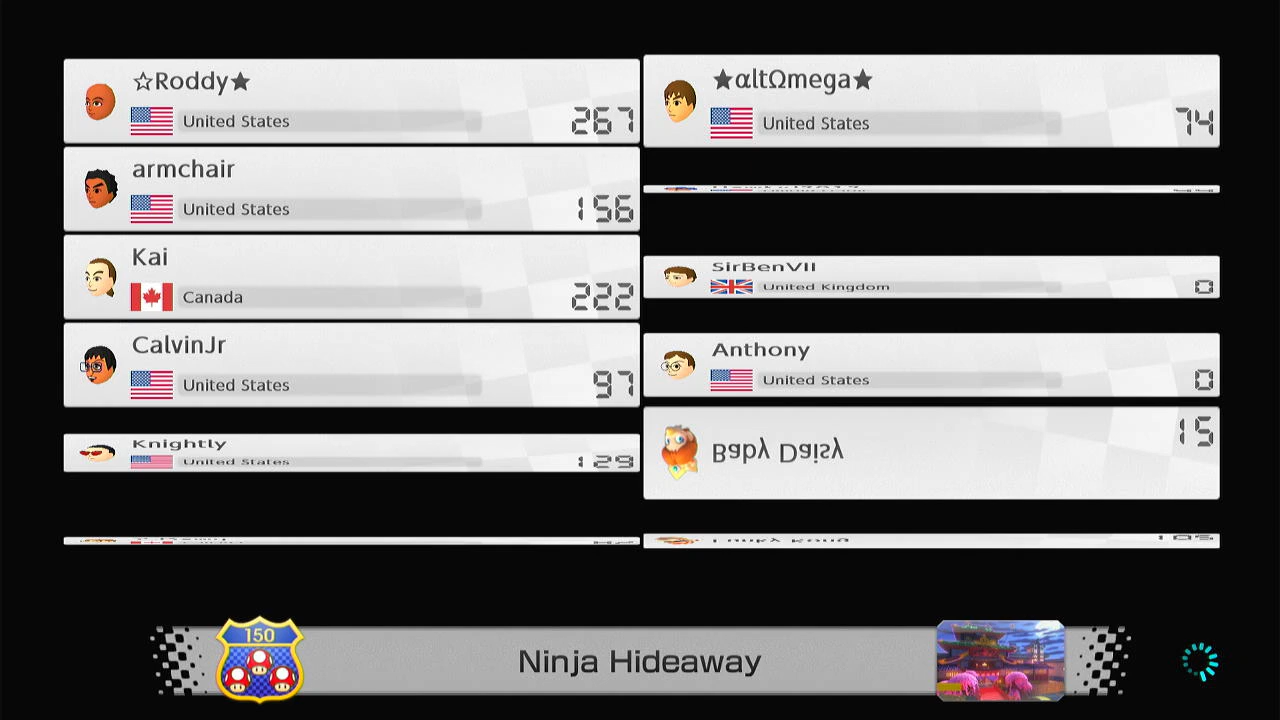 ☆Roddy★
United States
267
armchair
United States
156
Kai
Canada
222
CalvinJr
United States
97
Knightly
United States
129
★αltΩmega★
United States
74
SirBenVII
United Kingdom
0
Anthony
United States
0
Baby Daisy
15
105
150
Ninja Hideaway